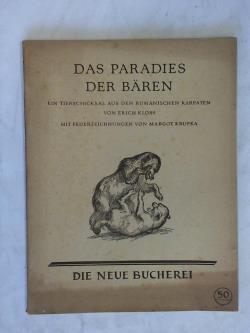 DAS PARADIES
DER BÄREN
EIN TIERSCHICKSAL AUS DEN RUMÄNISCHEN KARPATEN
VON ERICH KLOSS
MIT FEDERZEICHNUNGEN VON MARGOT KRUPKA
DIE NEUE BÜCHEREI
50